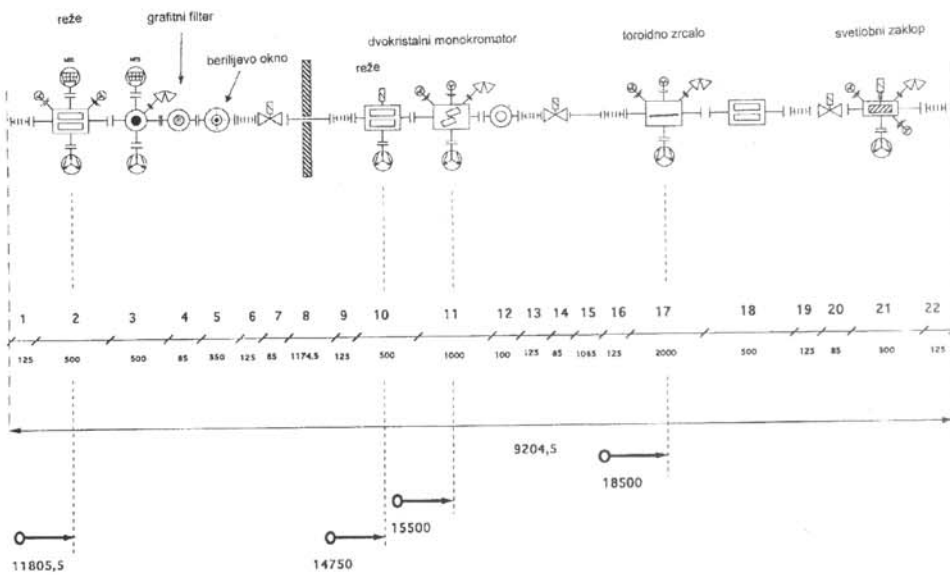 reže
grafitni filter
berilijevo okno
dvokristalni monokromator
reže
toroidno zrcalo
svetlobni zaklop
1 2 3 4 5 6 7 8 9 10 11 12 13 14 15 16 17 18 19 20 21 22
125 500 500 85 350 125 85 1174.5 125 500 1000 100 125 85 1085 125 2000 500 125 85 500 125
9204,5
18500
15500
11805,5
14750